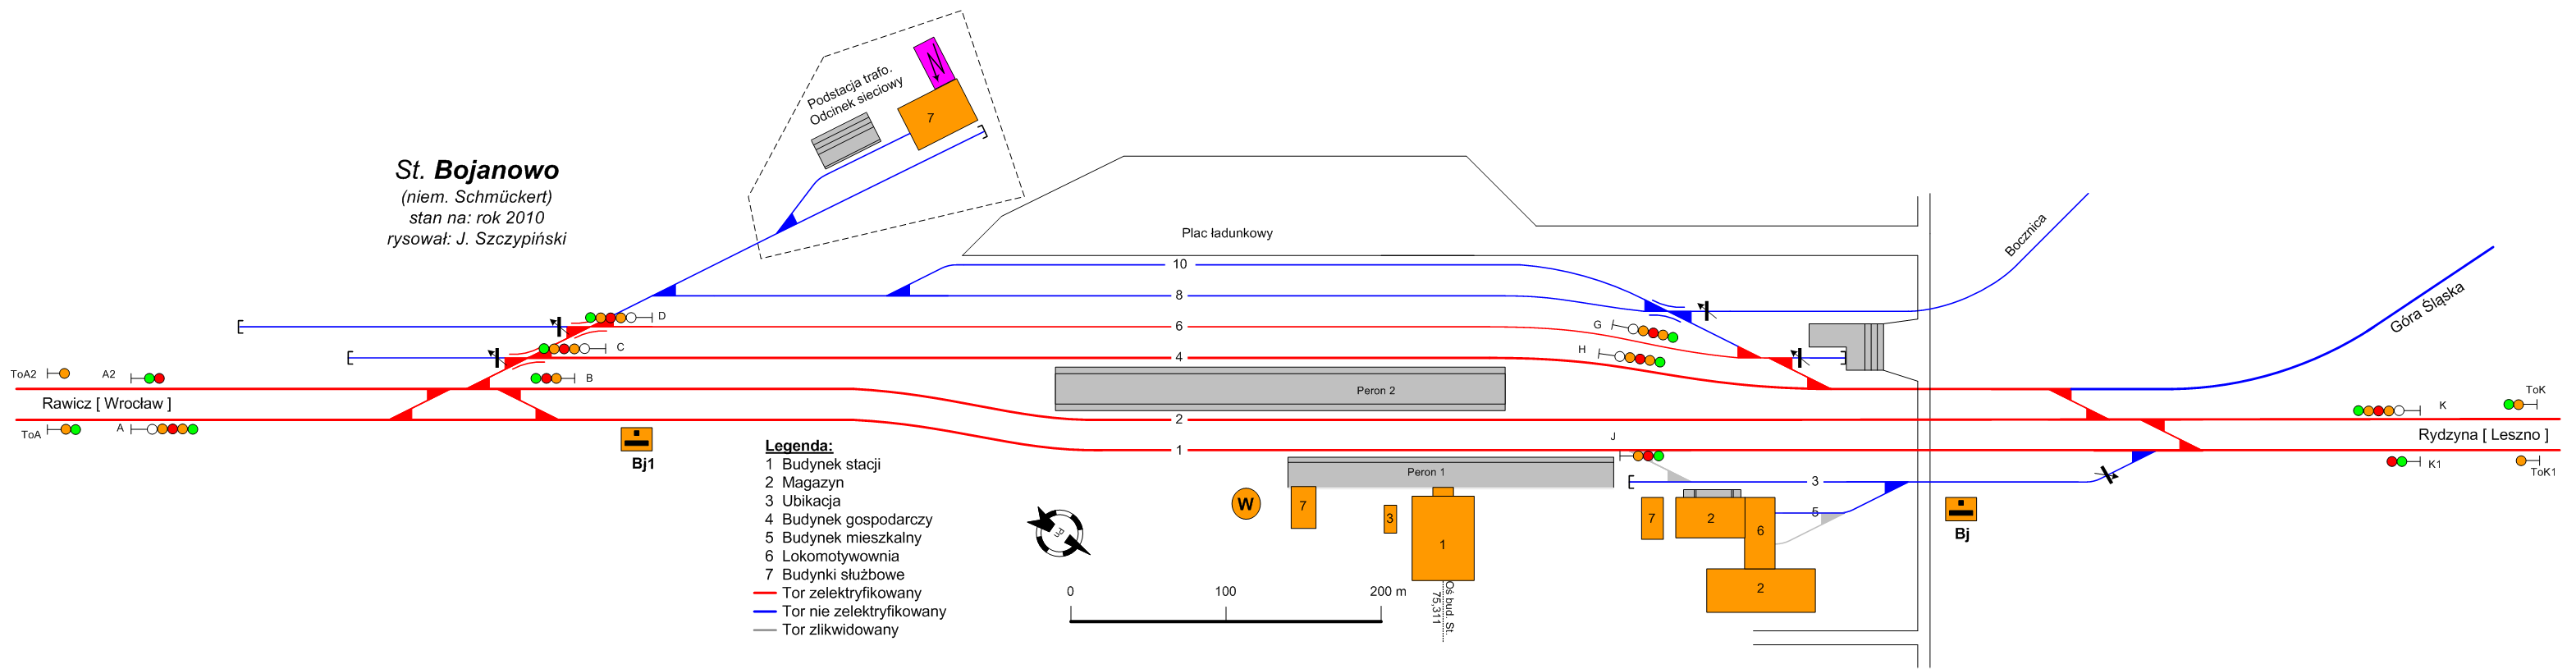 St. Bojanowo
(niem. Schmückert)
stan na: rok 2010
rysował: J. Szczypiński
Podstacja trafo.
Odcinek sieciowy
7
Plac ładunkowy
Bocznica
Góra Śląska
10
8
6
4
2
1
3
5
D
C
B
G
H
J
ToA2
A2
Rawicz [ Wrocław ]
ToA
A
Bj1
Peron 2
Peron 1
K
ToK
Rydzyna [ Leszno ]
K1
ToK1
Legenda:
1 Budynek stacji
2 Magazyn
3 Ubikacja
4 Budynek gospodarczy
5 Budynek mieszkalny
6 Lokomotywownia
7 Budynki służbowe
Tor zelektryfikowany
Tor nie zelektryfikowany
Tor zlikwidowany
Pn
W
7
3
1
7
2
6
2
Bj
Oś bud. St.
75,311
0
100
200 m